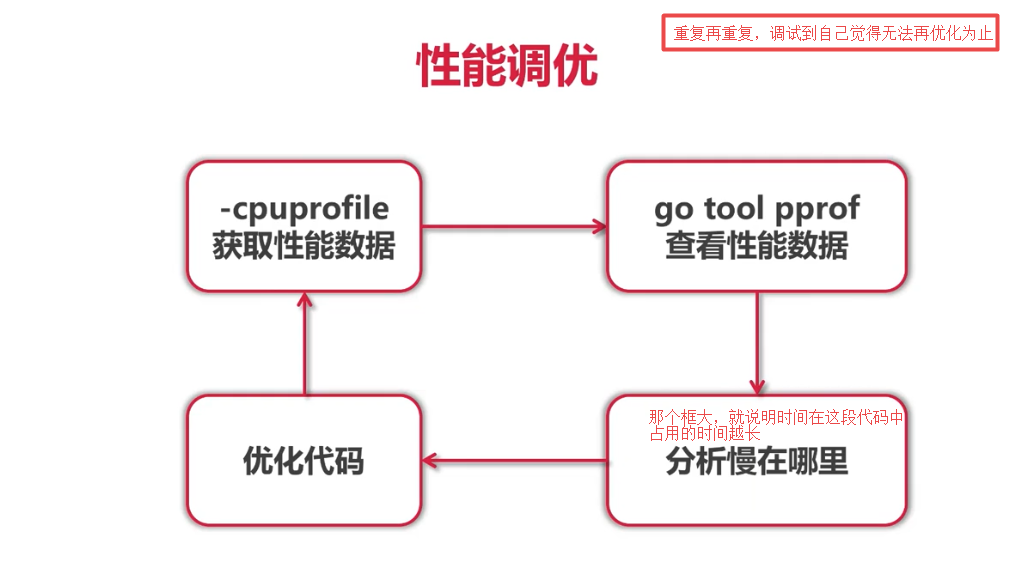 重复再重复，调试到自己觉得无法再优化为止
性能调优
-cpuprofile
获取性能数据
go tool pprof
查看性能数据
优化代码
那个框大，就说明时间在这段代码中
占用的时间越长
分析慢在哪里